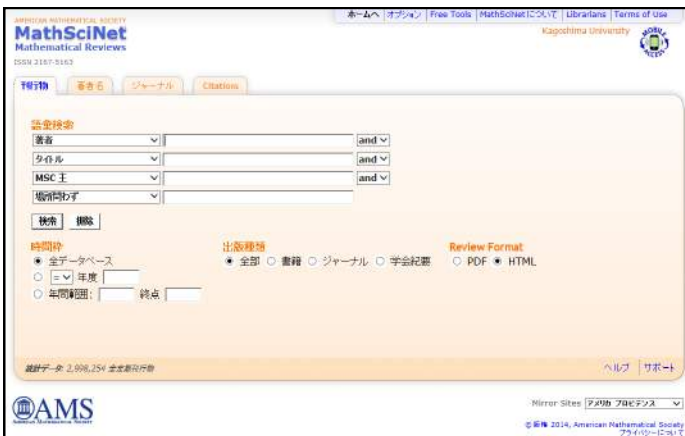 ホームへ オプション Free Tools MathSciNetについて Librarians Terms of Use
AMERICAN MATHEMATICAL SOCIETY
MathSciNet
Mathematical Reviews
ISSN 2167-5163
Kagoshima University
MOBILE ACCESS
刊行物 著者名 ジャーナル Citations
語彙検索
著者 and
タイトル and
MSC 主 and
場所問わず
検索 削除
時間枠 出版種類 Review Format
全データベース 全部 書籍 ジャーナル 学会紀要 PDF HTML
= 年度
年間範囲: 終点
統計データ: 2,998,254 全定期刊行物
ヘルプ サポート
AMS
American Mathematical Society
Mirror Sites アメリカ プロビデンス
© 版権 2014, American Mathematical Society
プライバシーについて